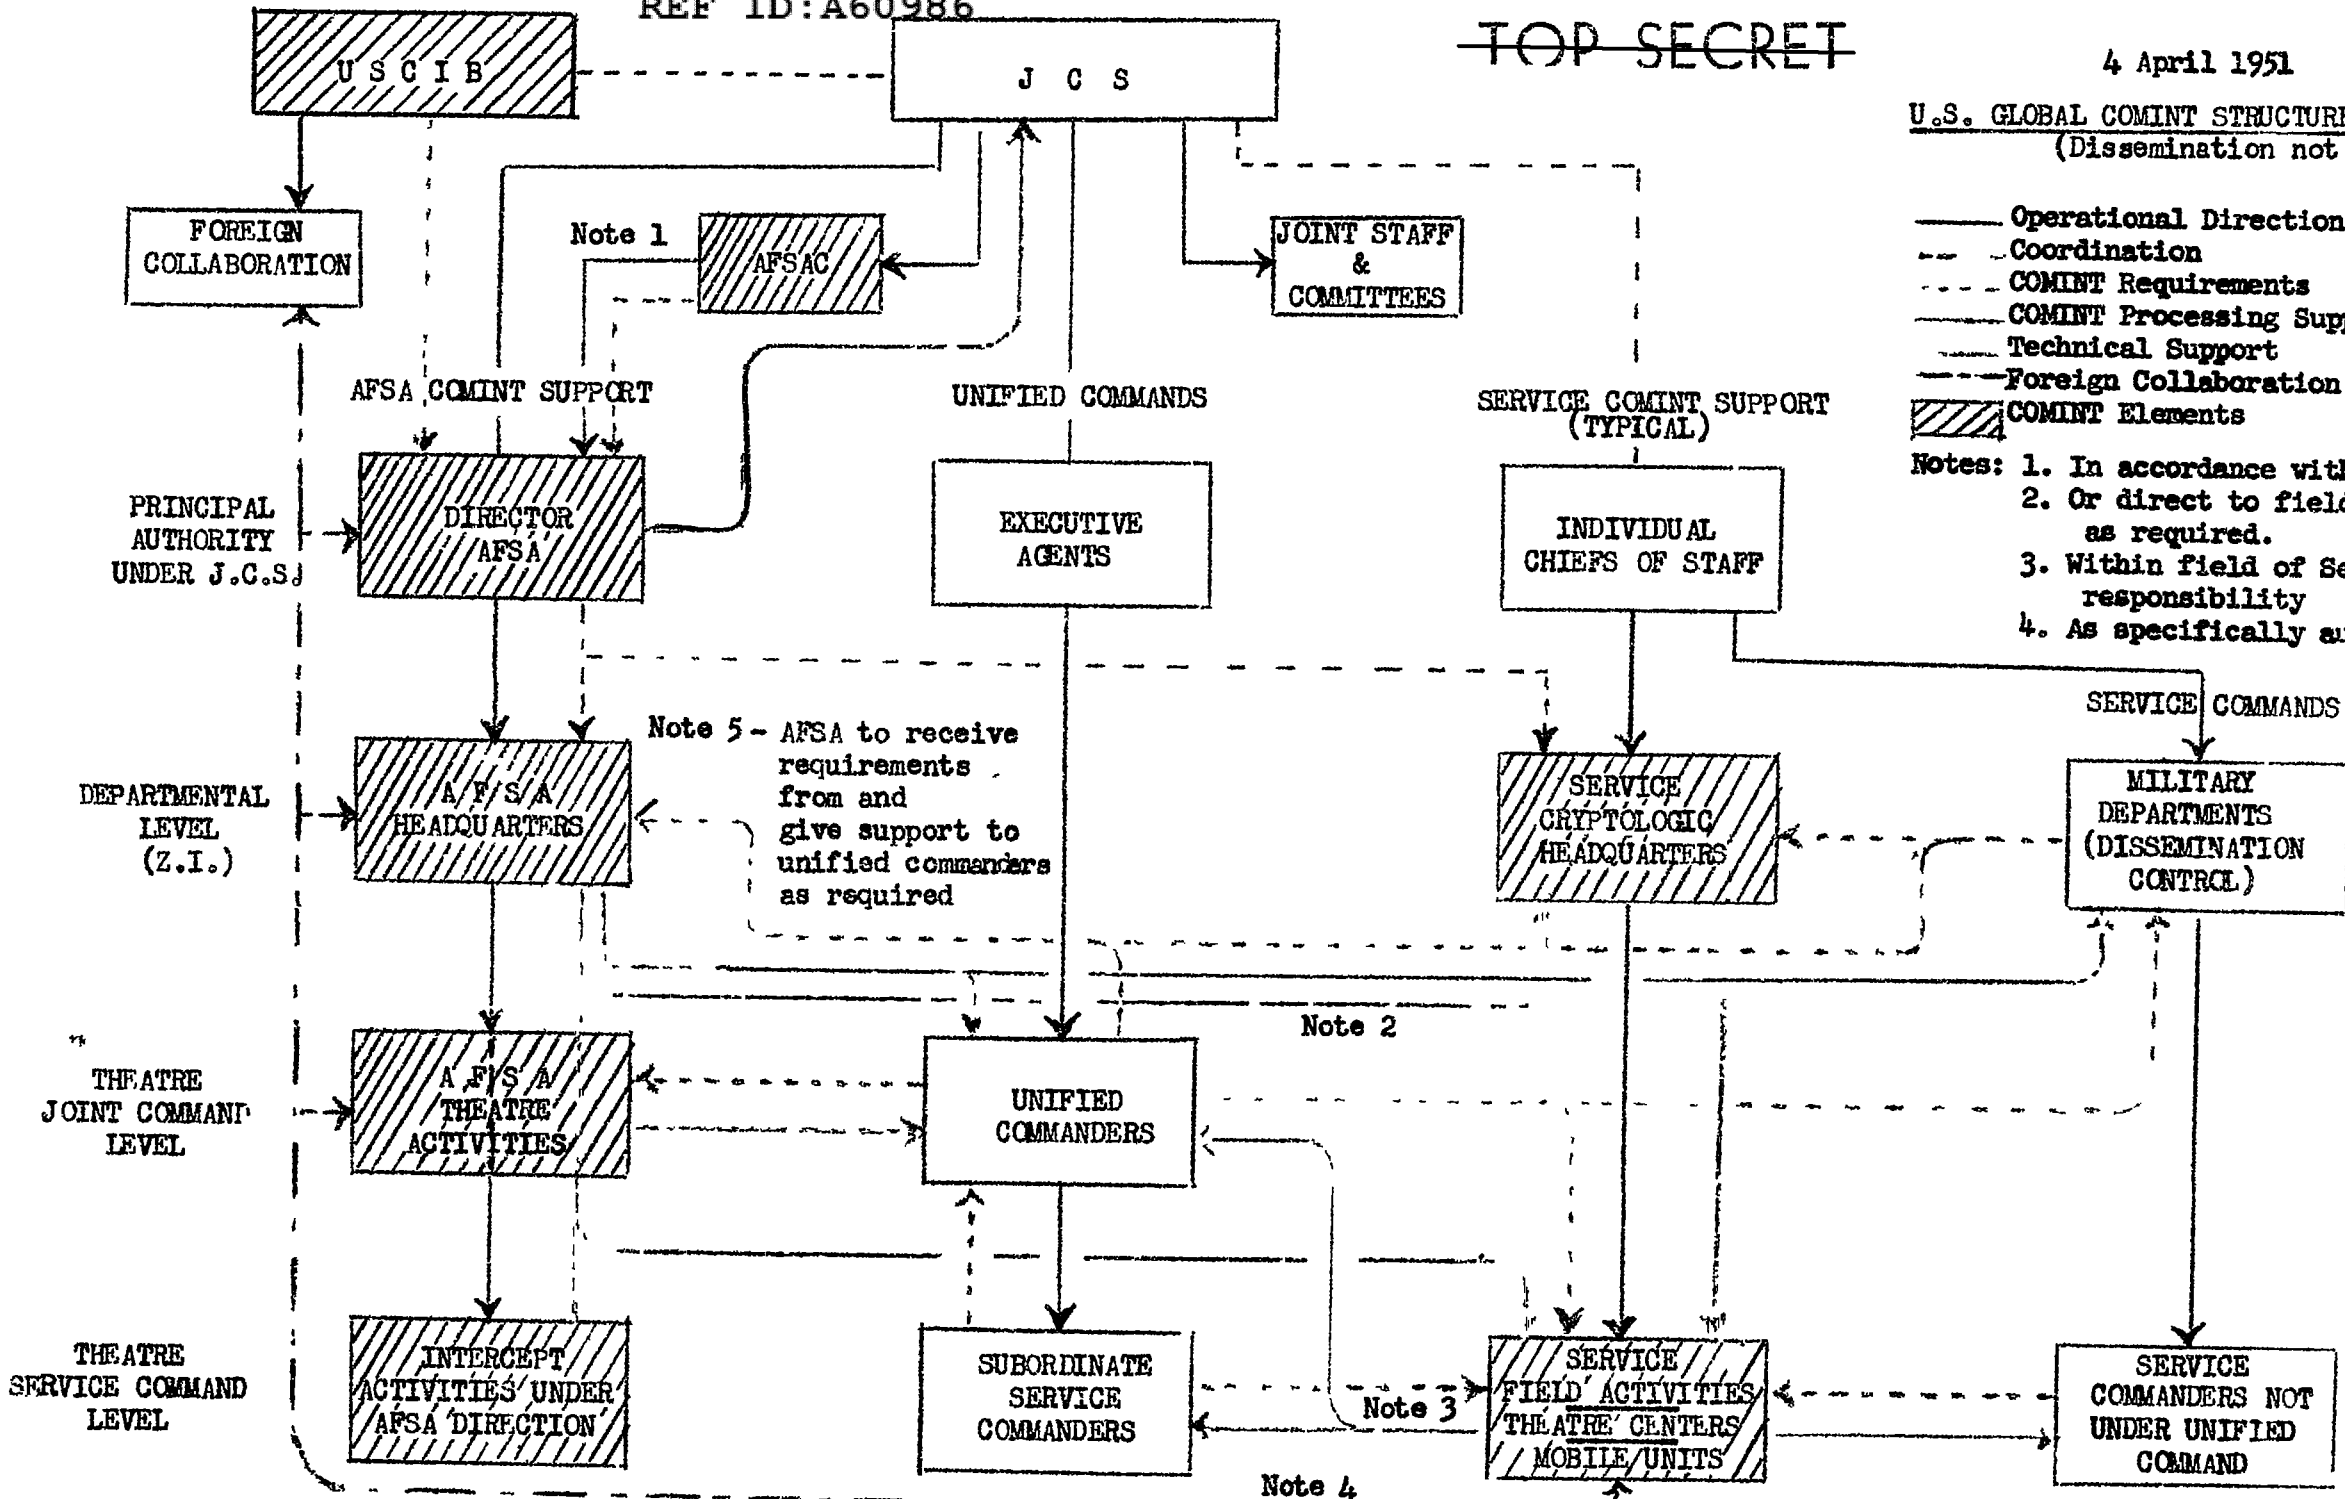 REF ID:A60986
TOP SECRET
4 April 1951
U.S. GLOBAL COMINT STRUCTURE
(Dissemination not
U S C I B
J C S
Operational Direction
Coordination
COMINT Requirements
COMINT Processing Supp
Technical Support
Foreign Collaboration
COMINT Elements
Notes: 1. In accordance with
2. Or direct to field
as required.
3. Within field of Se
responsibility
4. As specifically au
FOREIGN
COLLABORATION
Note 1
AFSAC
JOINT STAFF
&
COMMITTEES
AFSA COMINT SUPPORT
UNIFIED COMMANDS
SERVICE COMINT SUPPORT
(TYPICAL)
PRINCIPAL
AUTHORITY
UNDER J.C.S.
DIRECTOR
AFSA
EXECUTIVE
AGENTS
INDIVIDUAL
CHIEFS OF STAFF
SERVICE COMMANDS
DEPARTMENTAL
LEVEL
(Z.I.)
A F S A
HEADQUARTERS
Note 5 - AFSA to receive
requirements
from and
give support to
unified commanders
as required
SERVICE
CRYPTOLOGIC
HEADQUARTERS
MILITARY
DEPARTMENTS
(DISSEMINATION
CONTROL)
Note 2
THEATRE
JOINT COMMAND
LEVEL
A F S A
THEATRE
ACTIVITIES
UNIFIED
COMMANDERS
THEATRE
SERVICE COMMAND
LEVEL
INTERCEPT
ACTIVITIES UNDER
AFSA DIRECTION
SUBORDINATE
SERVICE
COMMANDERS
Note 3
SERVICE
FIELD ACTIVITIES
THEATRE CENTERS
MOBILE UNITS
SERVICE
COMMANDERS NOT
UNDER UNIFIED
COMMAND
Note 4